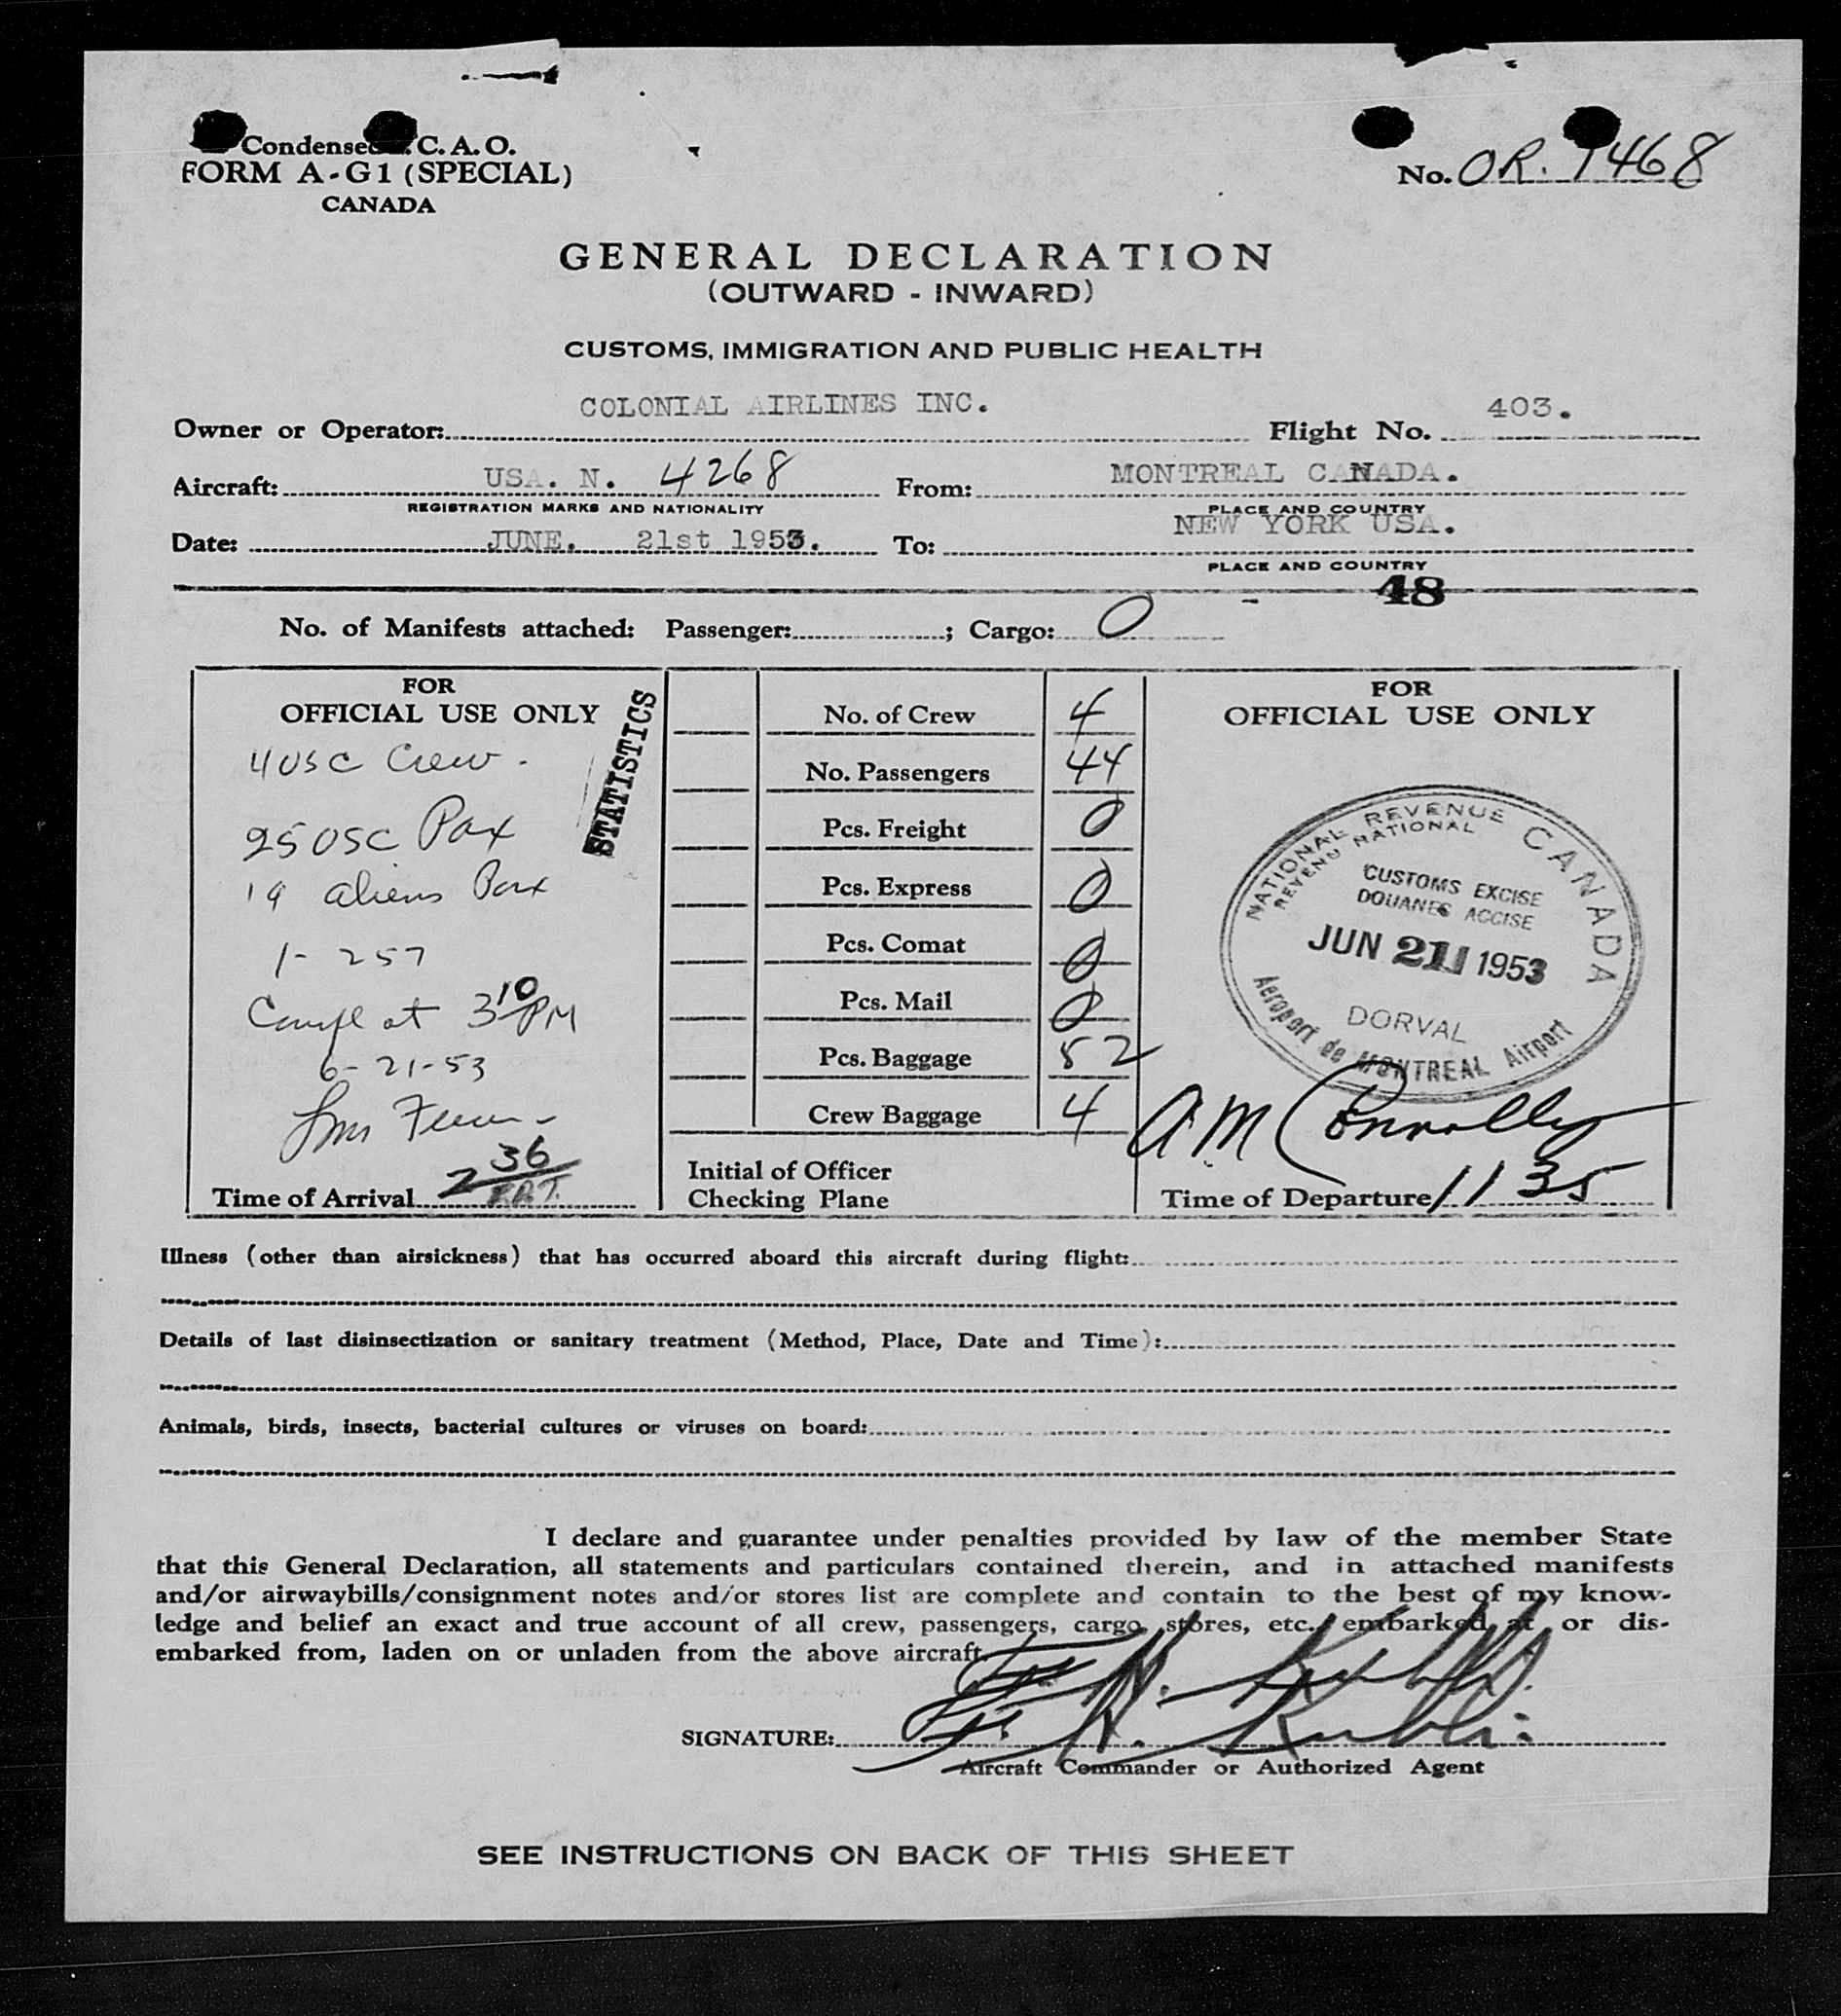 Condensed C. A. O.
FORM A-G1 (SPECIAL)
CANADA
No. OR. 1468
GENERAL DECLARATION
(OUTWARD - INWARD)
CUSTOMS, IMMIGRATION AND PUBLIC HEALTH
Owner or Operator: COLONIAL AIRLINES INC. Flight No. 403.
Aircraft: USA. N. 4268 From: MONTREAL CANADA.
REGISTRATION MARKS AND NATIONALITY PLACE AND COUNTRY
Date: JUNE. 21st 1953. To: NEW YORK USA.
PLACE AND COUNTRY
48
No. of Manifests attached: Passenger: ; Cargo: 0
FOR
OFFICIAL USE ONLY
STATISTICS
4 USC Crew.
25 USC Pax
19 aliens Pax
1- 257
Compl at 3 10 PM
6-21-53
Time of Arrival 2 36
No. of Crew 4
No. Passengers 44
Pcs. Freight 0
Pcs. Express 0
Pcs. Comat 0
Pcs. Mail 0
Pcs. Baggage 52
Crew Baggage 4
Initial of Officer
Checking Plane
FOR
OFFICIAL USE ONLY
NATIONAL REVENUE CANADA
REVENU NATIONAL
CUSTOMS EXCISE
DOUANES ACCISE
JUN 21 1953
DORVAL
Aeroport de MONTREAL Airport
A M Connolly
Time of Departure 11 35
Illness (other than airsickness) that has occurred aboard this aircraft during flight:
Details of last disinsectization or sanitary treatment (Method, Place, Date and Time):
Animals, birds, insects, bacterial cultures or viruses on board:
I declare and guarantee under penalties provided by law of the member State
that this General Declaration, all statements and particulars contained therein, and in attached manifests
and/or airwaybills/consignment notes and/or stores list are complete and contain to the best of my know-
ledge and belief an exact and true account of all crew, passengers, cargo, stores, etc., embarked at or dis-
embarked from, laden on or unladen from the above aircraft.
SIGNATURE:
Aircraft Commander or Authorized Agent
SEE INSTRUCTIONS ON BACK OF THIS SHEET